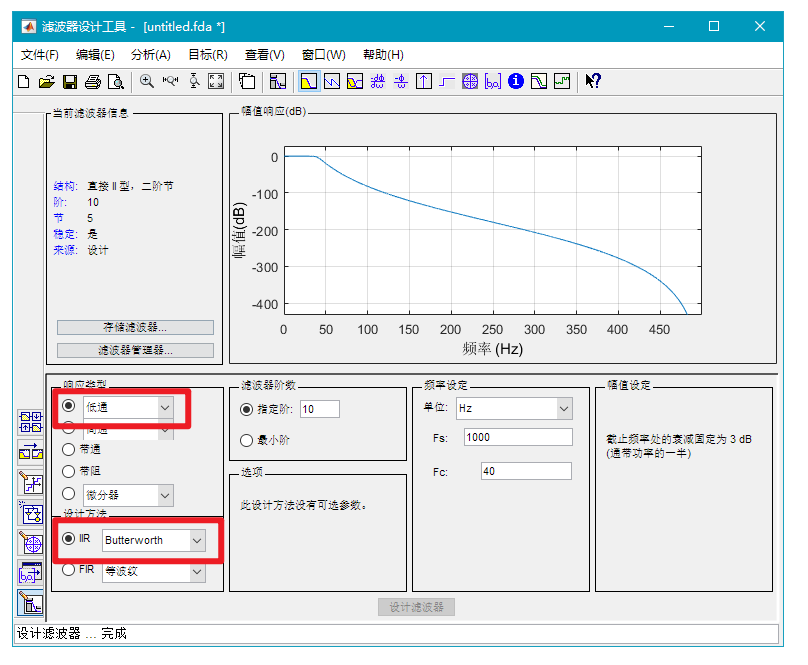 滤波器设计工具 - [untitled.fda *]
文件(F) 编辑(E) 分析(A) 目标(R) 查看(V) 窗口(W) 帮助(H)
当前滤波器信息
结构: 直接 II 型, 二阶节
阶: 10
节 5
稳定: 是
来源: 设计
存储滤波器...
滤波器管理器...
幅值响应(dB)
幅值(dB)
0
-100
-200
-300
-400
0 50 100 150 200 250 300 350 400 450
频率 (Hz)
响应类型
低通
高通
带通
带阻
微分器
设计方法
IIR Butterworth
FIR 等波纹
滤波器阶数
指定阶: 10
最小阶
选项
此设计方法没有可选参数。
频率设定
单位: Hz
Fs: 1000
Fc: 40
幅值设定
截止频率处的衰减固定为 3 dB
(通带功率的一半)
设计滤波器
设计滤波器 ... 完成